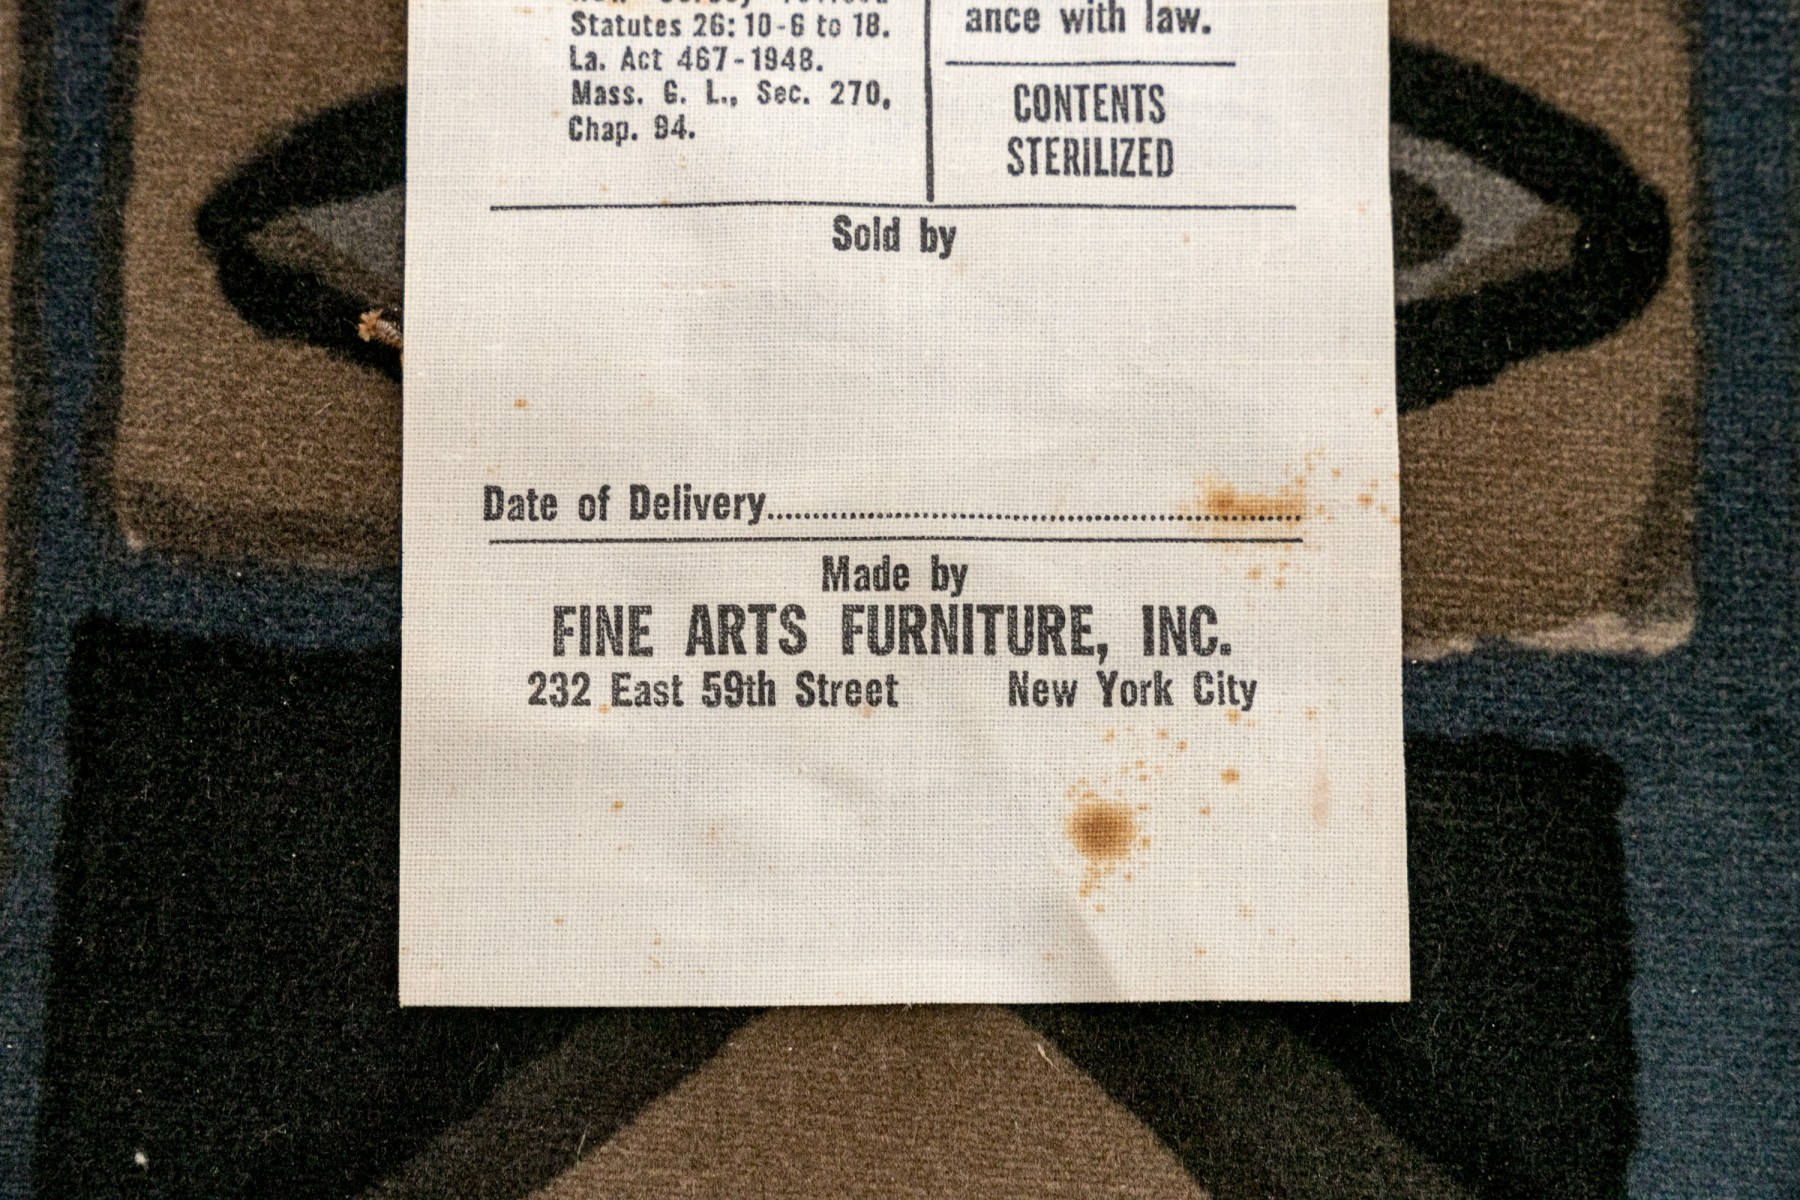 Statutes 26: 10-6 to 18.
La. Act 467-1948.
Mass. G. L., Sec. 270,
Chap. 94.
ance with law.
CONTENTS
STERILIZED
Sold by
Date of Delivery
Made by
FINE ARTS FURNITURE, INC.
232 East 59th Street New York City